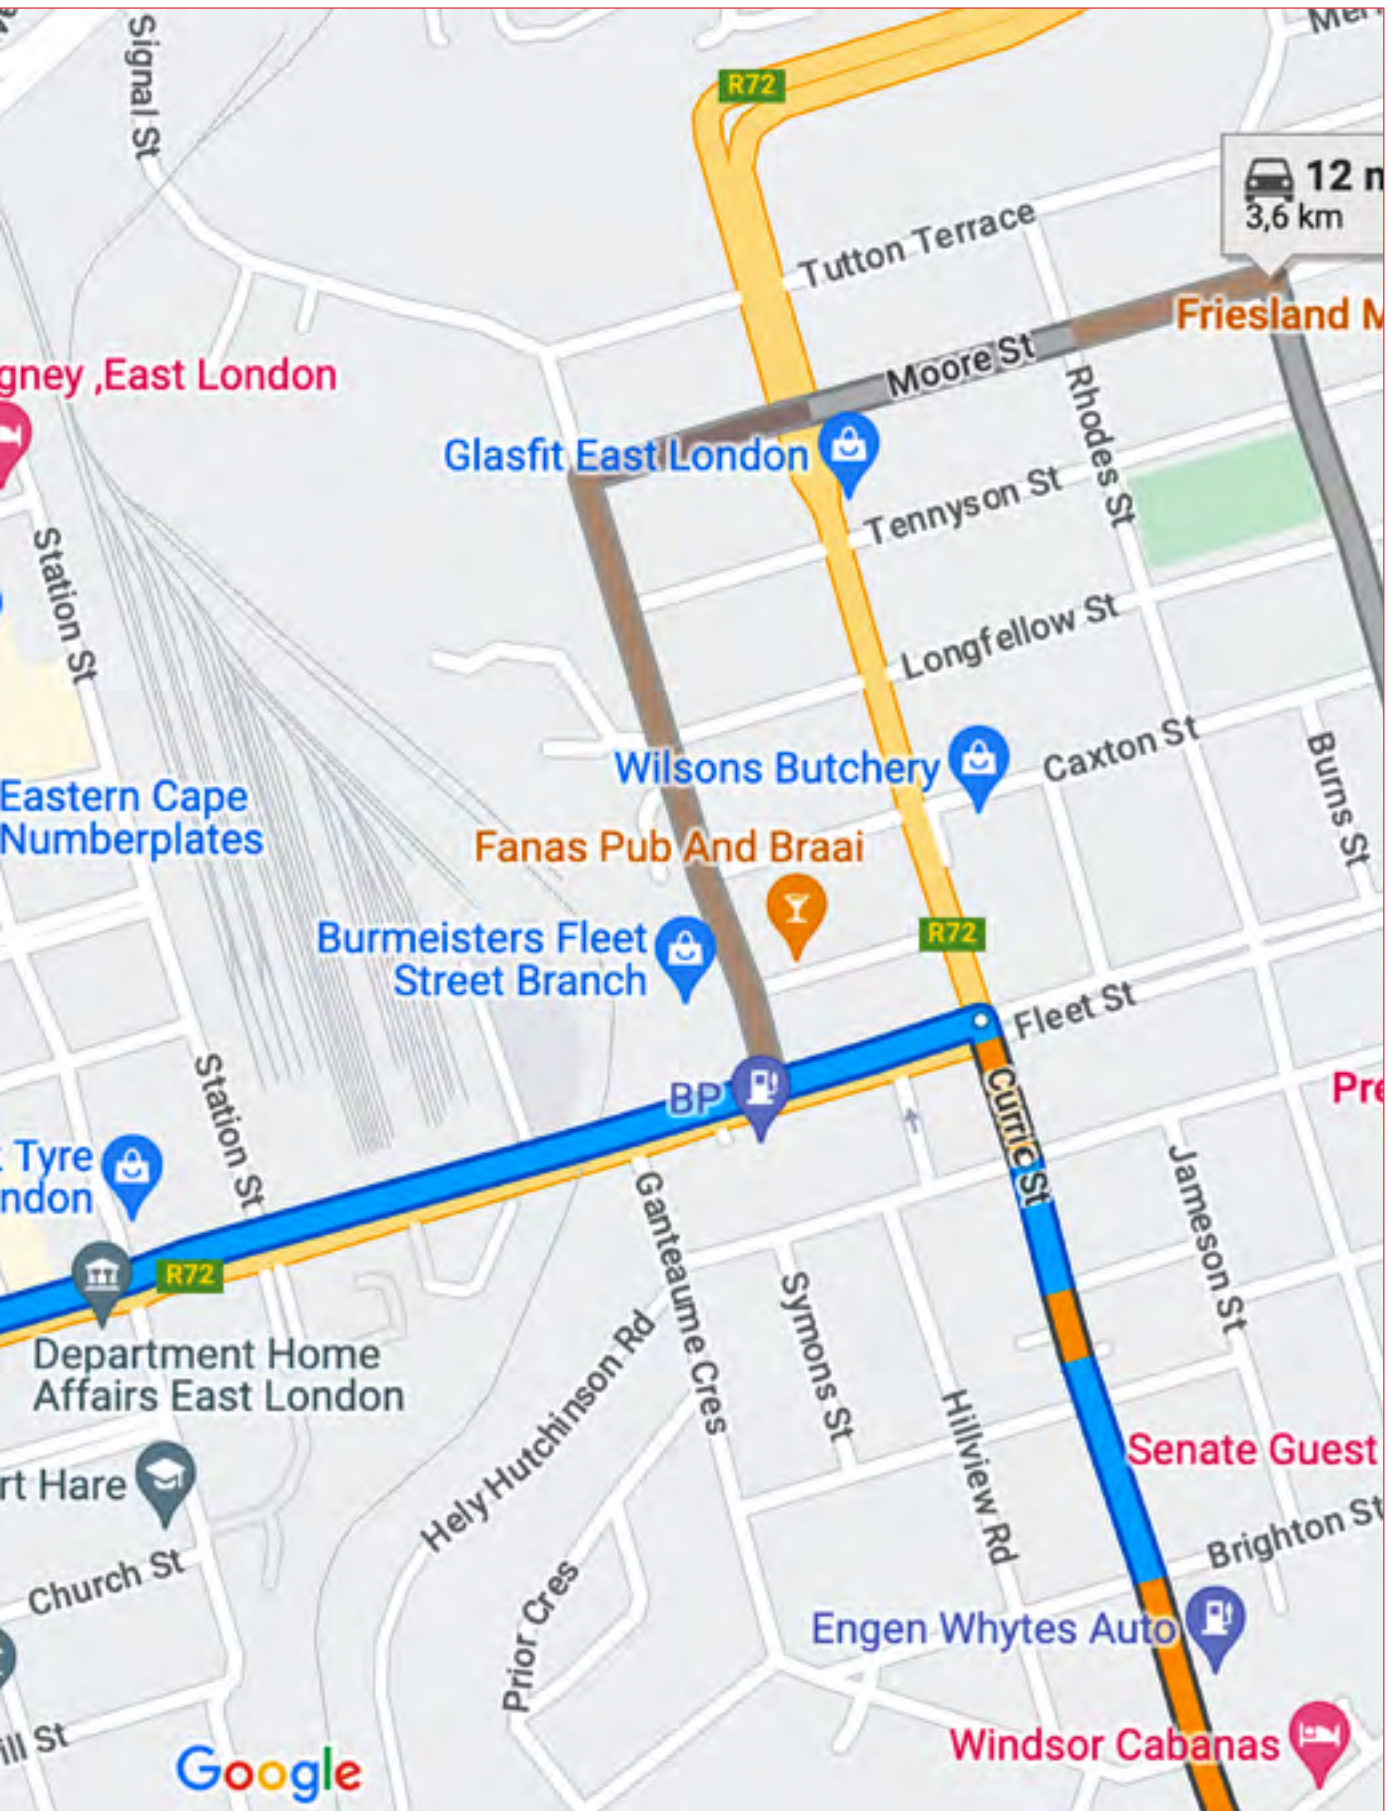 Signal St
R72
12
3,6 km
Tutton Terrace
Friesland M
Moore St
gney ,East London
Rhodes St
Glasfit East London
Tennyson St
Station St
Longfellow St
Wilsons Butchery
Caxton St
Burns St
Eastern Cape
Numberplates
Fanas Pub And Braai
R72
Burmeisters Fleet
Street Branch
Fleet St
Station St
BP
Currie St
Pre
Tyre
ndon
Jameson St
R72
Ganteaume Cres
Symons St
Department Home
Affairs East London
Hely Hutchinson Rd
Hillview Rd
Senate Guest
rt Hare
Brighton St
Church St
Prior Cres
Engen Whytes Auto
ill St
Windsor Cabanas
Google